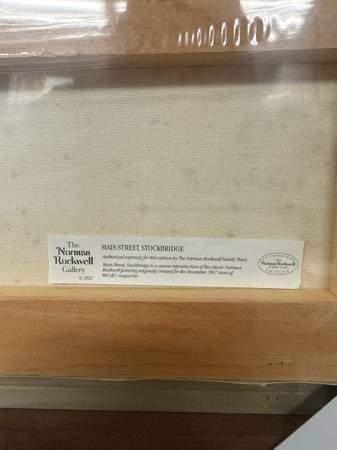 The
Norman
Rockwell
Gallery
MAIN STREET, STOCKBRIDGE
Authorized expressly for this edition by The Norman Rockwell Family Trust
Main Street, Stockbridge is a canvas reproduction of the classic Norman
Rockwell painting originally created for the December, 1967 issue of
McCall's magazine
AUTHORIZED
Norman Rockwell
EDITION